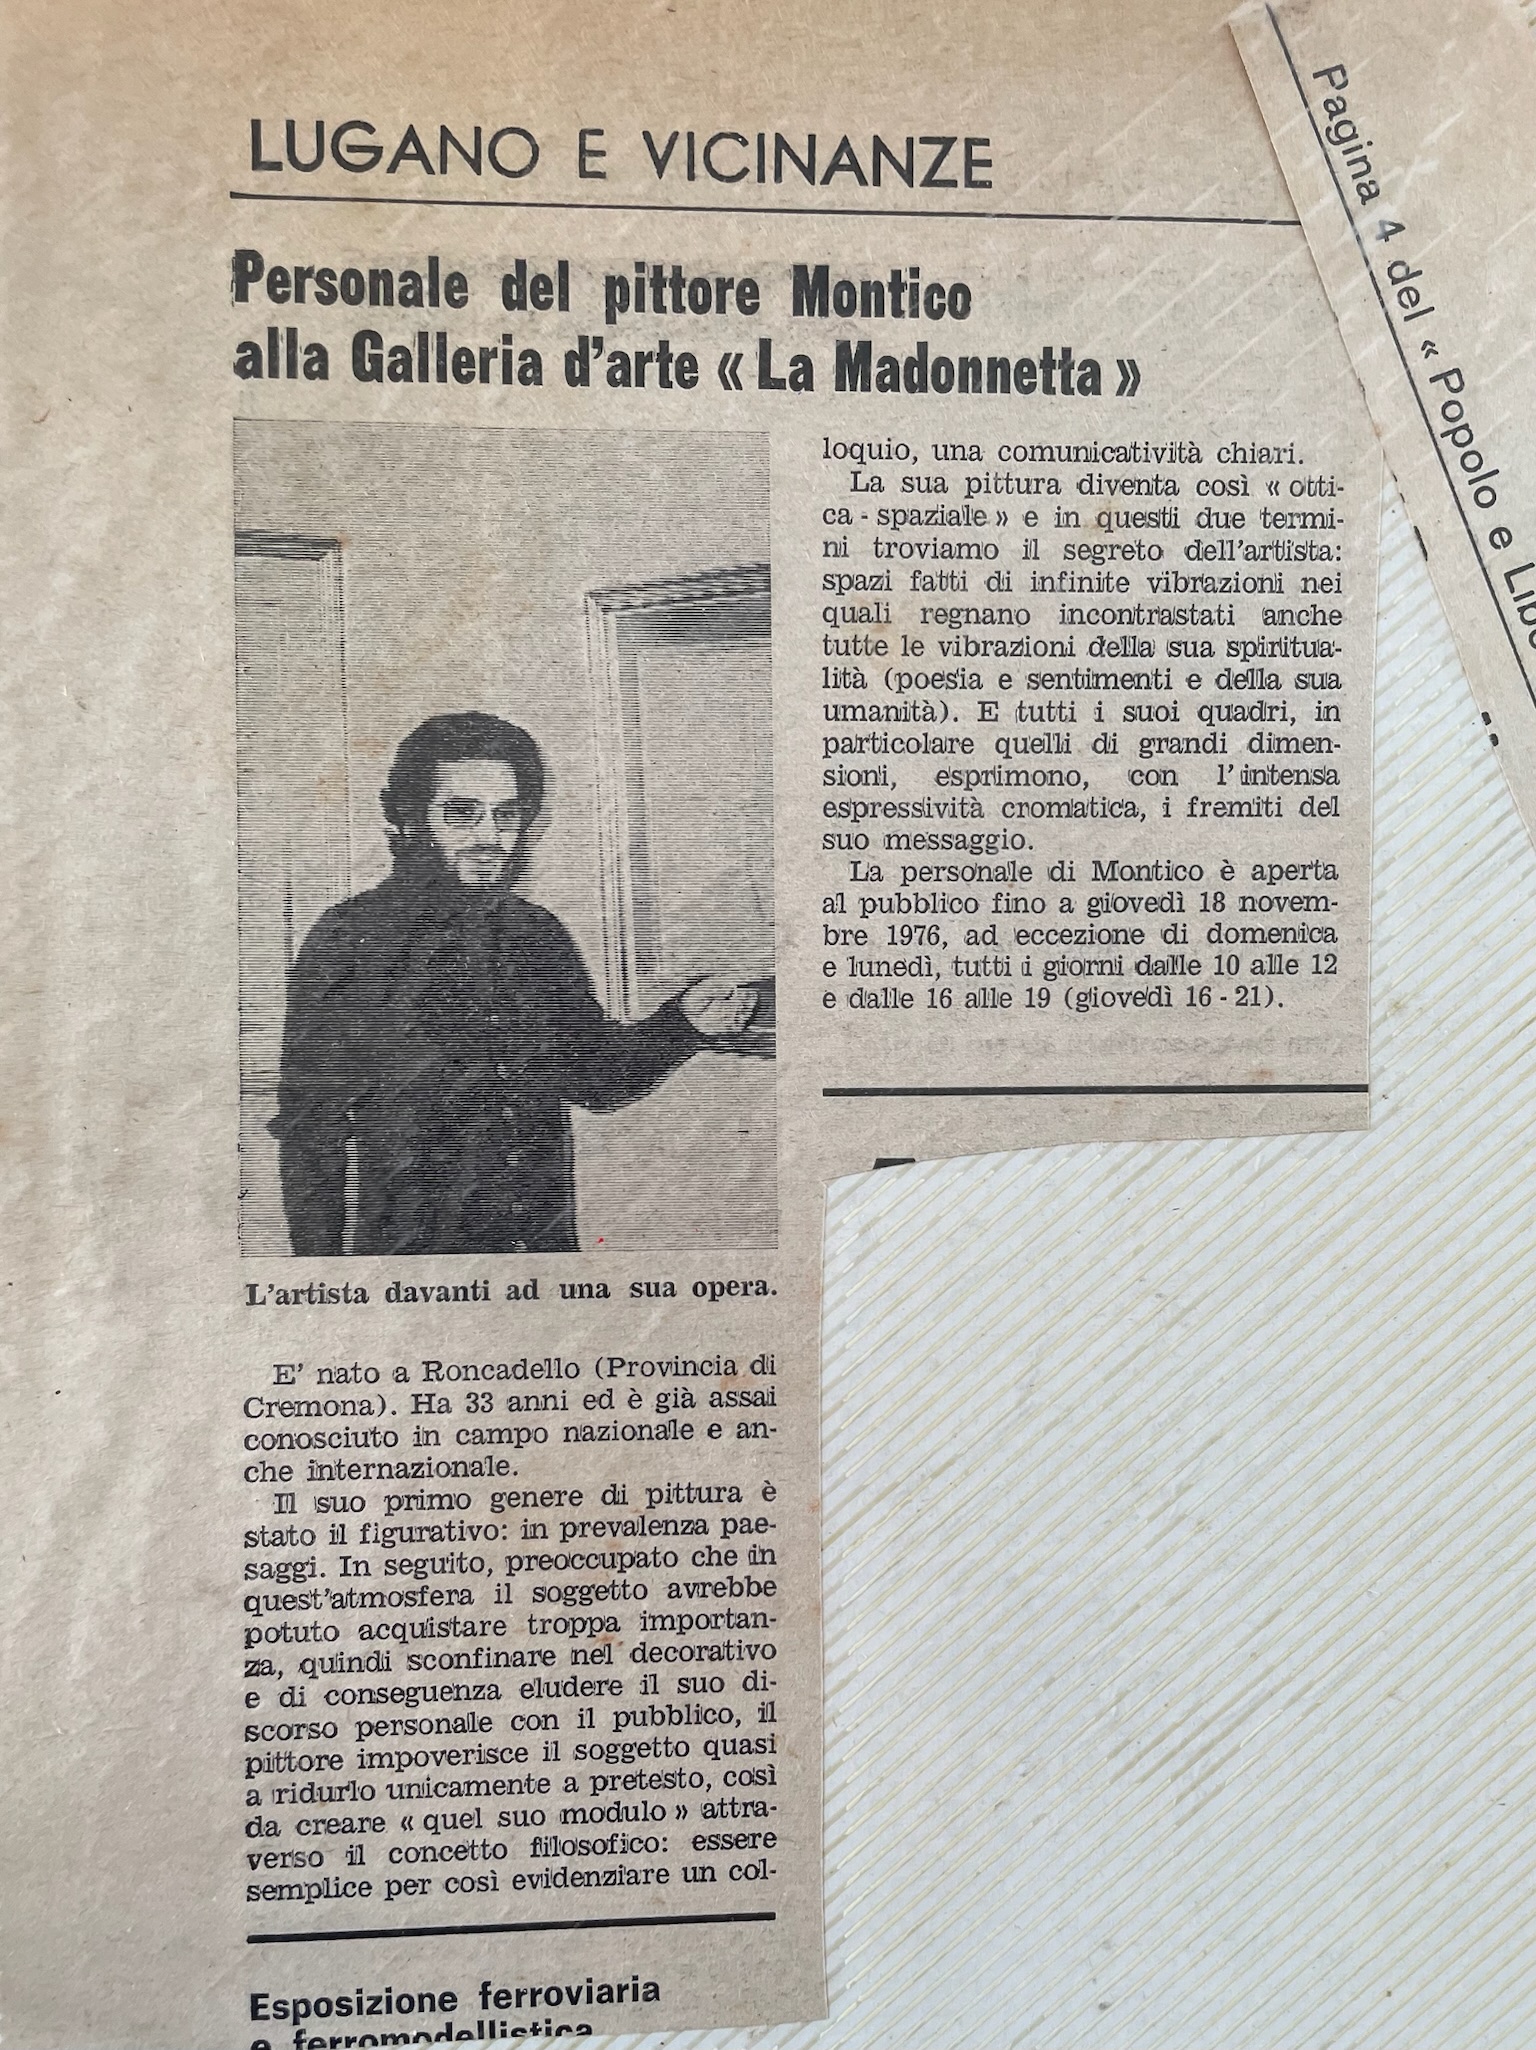 LUGANO E VICINANZE
Personale del pittore Montico
alla Galleria d'arte « La Madonnetta »
L'artista davanti ad una sua opera.
E' nato a Roncadello (Provincia di
Cremona). Ha 33 anni ed è già assai
conosciuto in campo nazionale e an-
che internazionale.
Il suo primo genere di pittura è
stato il figurativo: in prevalenza pae-
saggi. In seguito, preoccupato che in
quest'atmosfera il soggetto avrebbe
potuto acquistare troppa importan-
za, quindi sconfinare nel decorativo
e di conseguenza eludere il suo di-
scorso personale con il pubblico, il
pittore impoverisce il soggetto quasi
a ridurlo unicamente a pretesto, così
da creare « quel suo modulo » attra-
verso il concetto filosofico: essere
semplice per così evidenziare un col-
loquio, una comunicatività chiari.
La sua pittura diventa così « otti-
ca - spaziale » e in questi due termi-
ni troviamo il segreto dell'artista:
spazi fatti di infinite vibrazioni nei
quali regnano incontrastati anche
tutte le vibrazioni della sua spiritua-
lità (poesia e sentimenti e della sua
umanità). E tutti i suoi quadri, in
particolare quelli di grandi dimen-
sioni, esprimono, con l'intensa
espressività cromatica, i fremiti del
suo messaggio.
La personale di Montico è aperta
al pubblico fino a giovedì 18 novem-
bre 1976, ad eccezione di domenica
e lunedì, tutti i giorni dalle 10 alle 12
e dalle 16 alle 19 (giovedì 16 - 21).
Esposizione ferroviaria
e ferromodellistica
Pagina 4 del « Popolo e